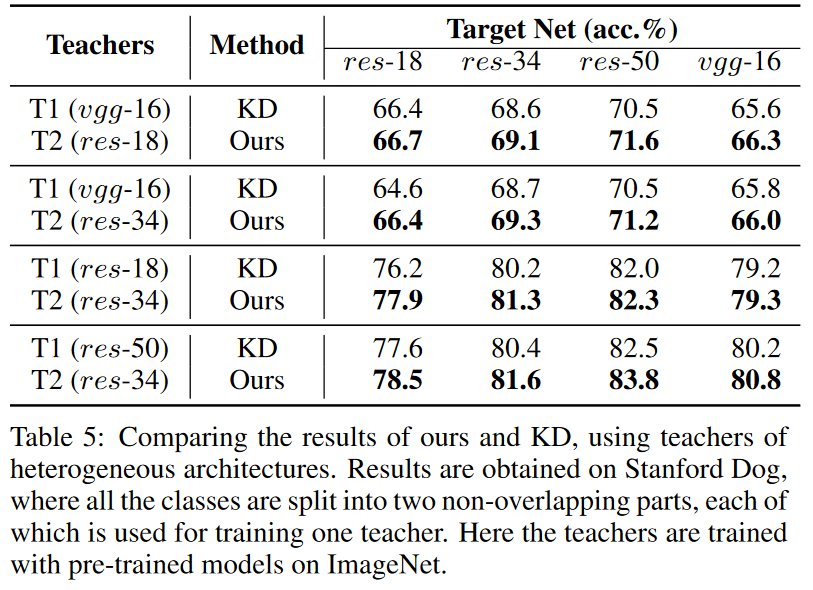 Teachers Method Target Net (acc.%)
res-18 res-34 res-50 vgg-16
T1 (vgg-16) KD 66.4 68.6 70.5 65.6
T2 (res-18) Ours 66.7 69.1 71.6 66.3
T1 (vgg-16) KD 64.6 68.7 70.5 65.8
T2 (res-34) Ours 66.4 69.3 71.2 66.0
T1 (res-18) KD 76.2 80.2 82.0 79.2
T2 (res-34) Ours 77.9 81.3 82.3 79.3
T1 (res-50) KD 77.6 80.4 82.5 80.2
T2 (res-34) Ours 78.5 81.6 83.8 80.8
Table 5: Comparing the results of ours and KD, using teachers of
heterogeneous architectures. Results are obtained on Stanford Dog,
where all the classes are split into two non-overlapping parts, each of
which is used for training one teacher. Here the teachers are trained
with pre-trained models on ImageNet.